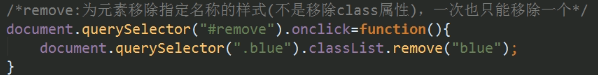 /*remove:为元素移除指定名称的样式(不是移除class属性)，一次也只能移除一个*/
document.querySelector("#remove").onclick=function(){
    document.querySelector(".blue").classList.remove("blue");
}